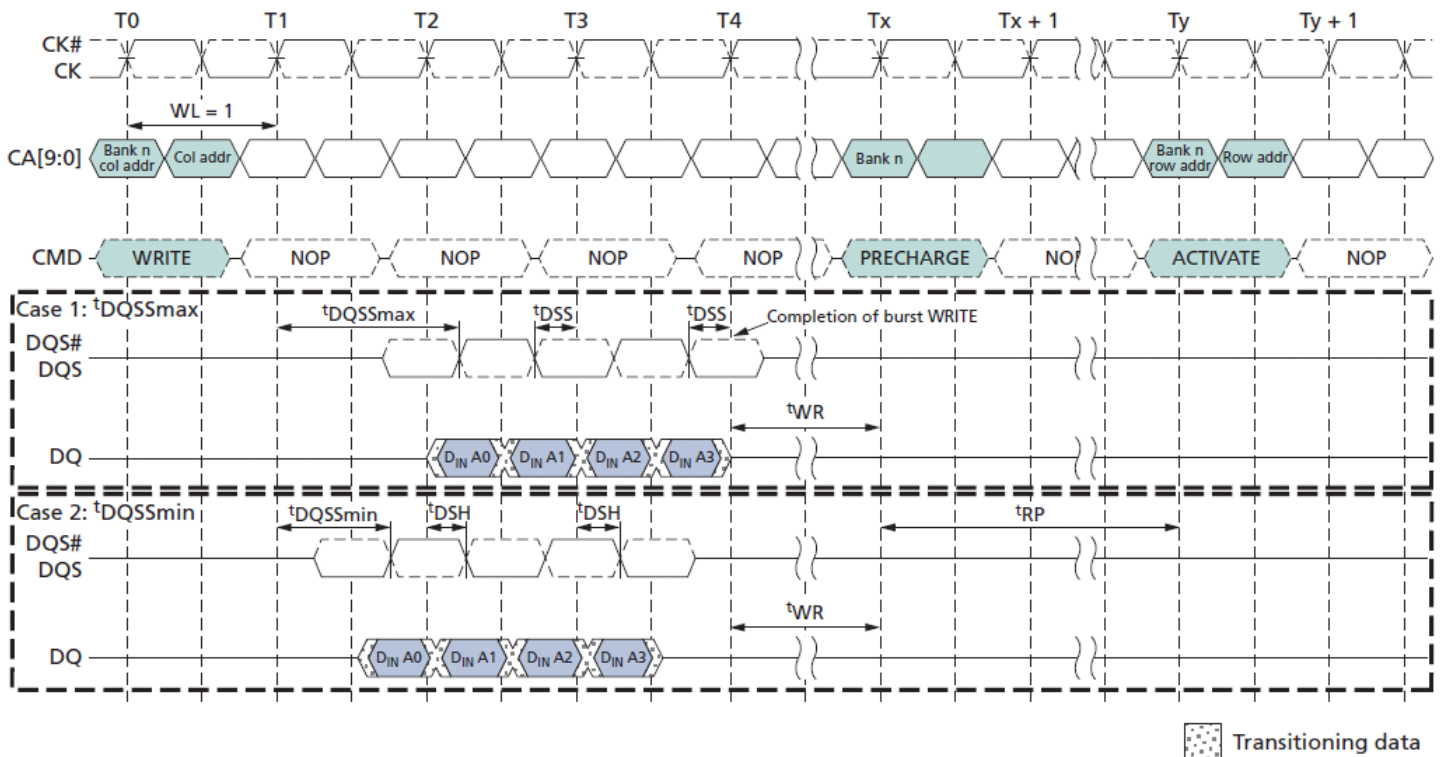 T0 T1 T2 T3 T4 Tx Tx + 1 Ty Ty + 1
CK#
CK
WL = 1
CA[9:0] Bank n col addr Col addr Bank n Bank n row addr Row addr
CMD WRITE NOP NOP NOP NOP PRECHARGE NOP ACTIVATE NOP
Case 1: tDQSSmax
tDQSSmax tDSS tDSS Completion of burst WRITE
DQS#
DQS
tWR
DQ DIN A0 DIN A1 DIN A2 DIN A3
Case 2: tDQSSmin
tDQSSmin tDSH tDSH tRP
DQS#
DQS
tWR
DQ DIN A0 DIN A1 DIN A2 DIN A3
Transitioning data